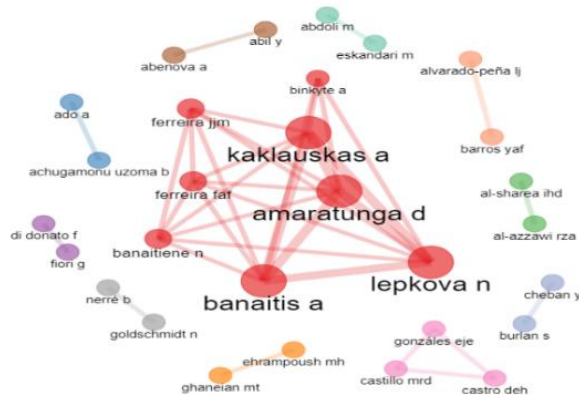 abdoli m
abil y
eskandari m
abenova a
alvarado-peña lj
binkyte a
ado a
ferreira jjm
kaklauskas a
barros yaf
achugamonu uzoma b
ferreira faf
al-sharea ihd
amaratunga d
al-azzawi rza
di donato f
banaitiene n
fiori g
lepkova n
nerrè b
banaitis a
cheban y
goldschmidt n
burlan s
gonzáles eje
ehrampoush mh
ghaneian mt
castillo mrd
castro deh